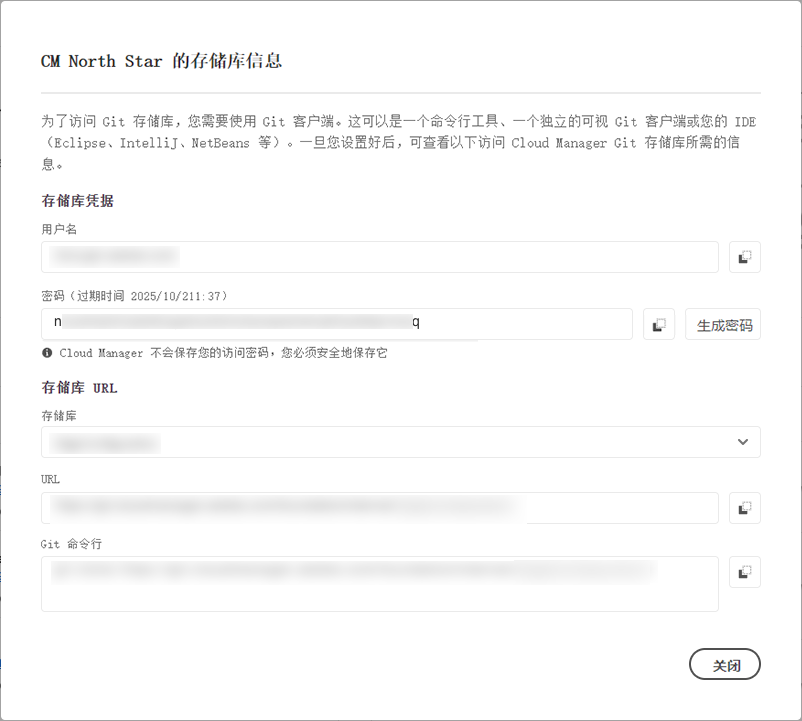 CM North Star 的存储库信息
为了访问 Git 存储库，您需要使用 Git 客户端。这可以是一个命令行工具、一个独立的可视 Git 客户端或您的 IDE
（Eclipse、IntelliJ、NetBeans 等）。一旦您设置好后，可查看以下访问 Cloud Manager Git 存储库所需的信
息。
存储库凭据
用户名
密码（过期时间 2025/10/211:37）
生成密码
Cloud Manager 不会保存您的访问密码，您必须安全地保存它
存储库 URL
存储库
URL
Git 命令行
关闭